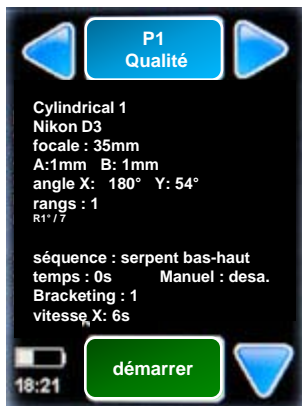 P1
Qualité
Cylindrical 1
Nikon D3
focale : 35mm
A:1mm B: 1mm
angle X: 180° Y: 54°
rangs : 1
R1°/ 7
séquence : serpent bas-haut
temps : 0s Manuel : desa.
Bracketing : 1
vitesse X: 6s
18:21
démarrer